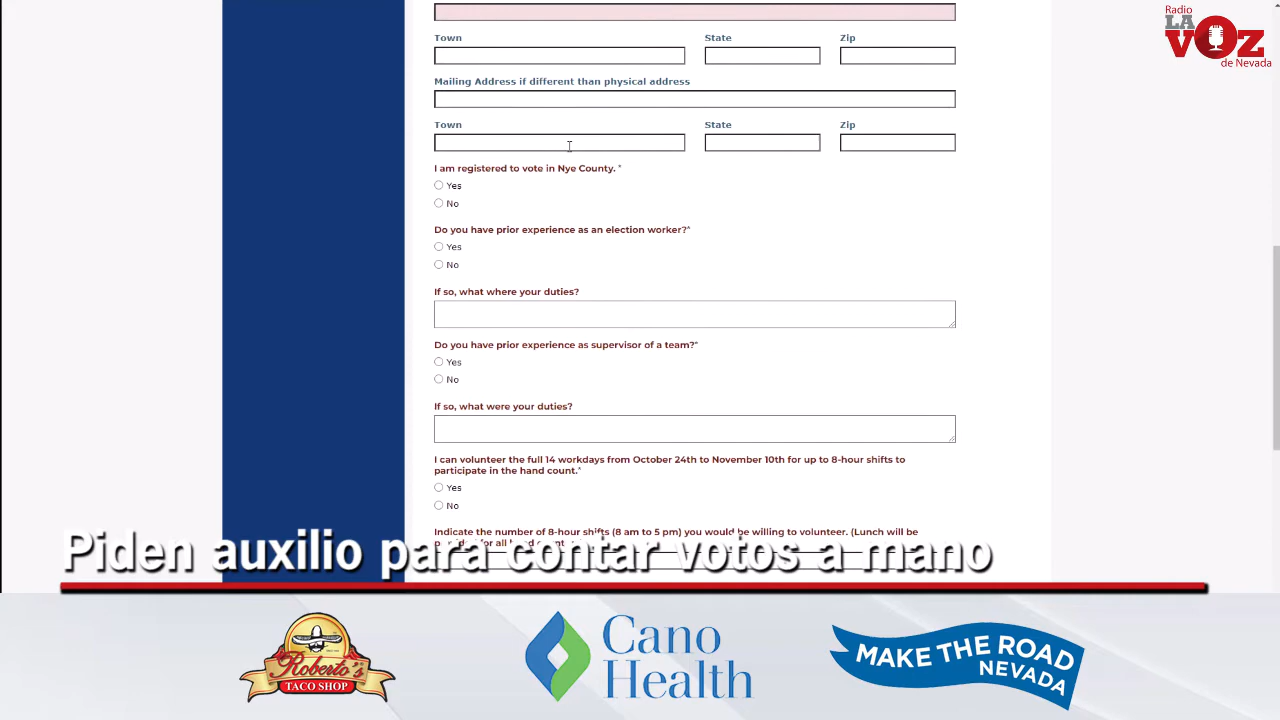 Radio
LA
VOZ
de Nevada
Town State Zip
Mailing Address if different than physical address
Town State Zip
I am registered to vote in Nye County. *
Yes
No
Do you have prior experience as an election worker?*
Yes
No
If so, what where your duties?
Do you have prior experience as supervisor of a team?*
Yes
No
If so, what were your duties?
I can volunteer the full 14 workdays from October 24th to November 10th for up to 8-hour shifts to
participate in the hand count.*
Yes
No
Indicate the number of 8-hour shifts (8 am to 5 pm) you would be willing to volunteer. (Lunch will be
for all
Piden auxilio para contar votos a mano
Roberto's
TACO SHOP
Cano
Health
MAKE THE ROAD
NEVADA